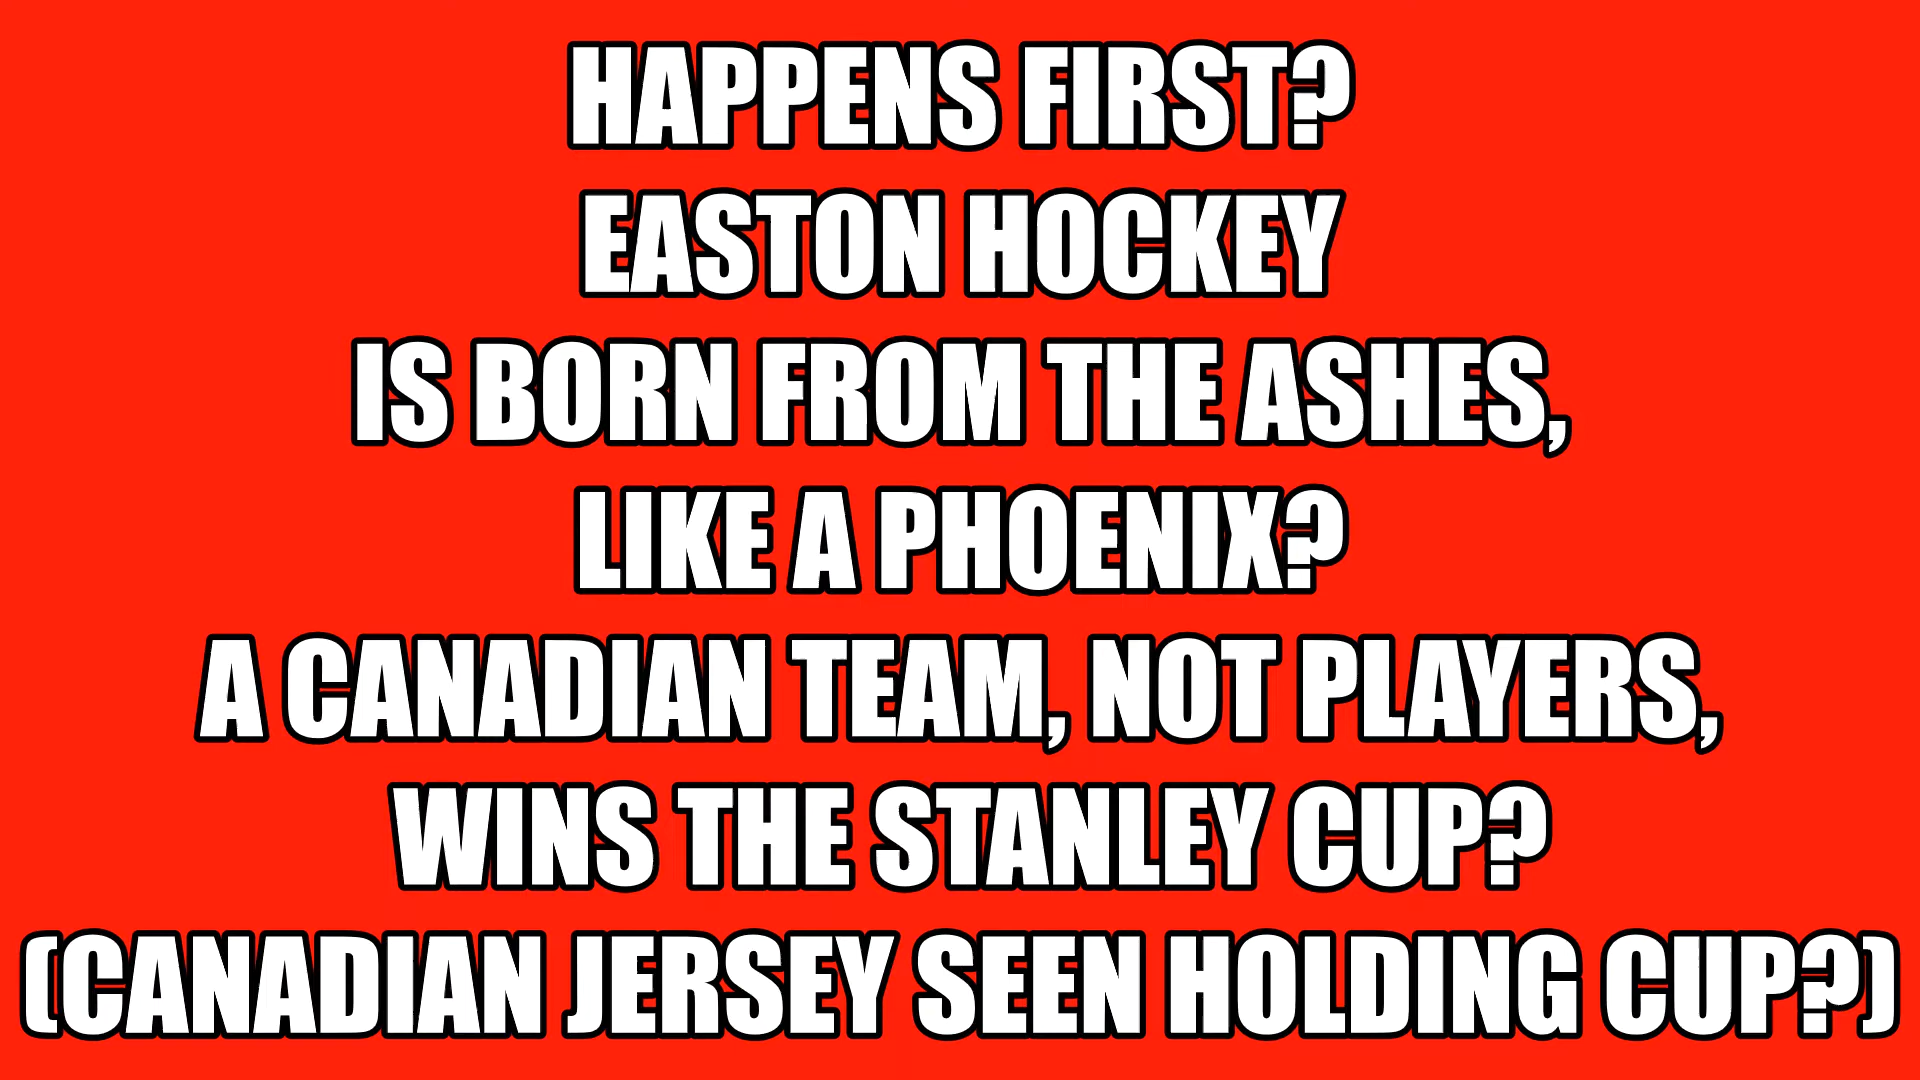 HAPPENS FIRST?
EASTON HOCKEY
IS BORN FROM THE ASHES,
LIKE A PHOENIX?
A CANADIAN TEAM, NOT PLAYERS,
WINS THE STANLEY CUP?
(CANADIAN JERSEY SEEN HOLDING CUP?)